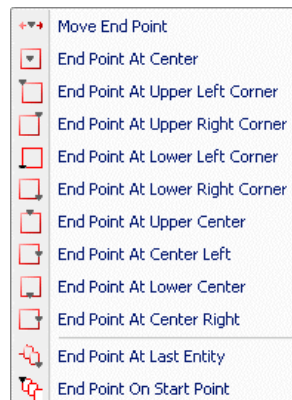 Move End Point
End Point At Center
End Point At Upper Left Corner
End Point At Upper Right Corner
End Point At Lower Left Corner
End Point At Lower Right Corner
End Point At Upper Center
End Point At Center Left
End Point At Lower Center
End Point At Center Right
End Point At Last Entity
End Point On Start Point